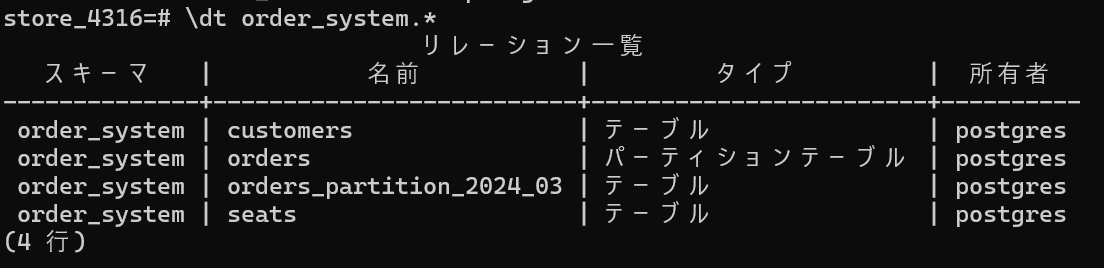 store_4316=# \dt order_system.*
リレーション一覧
スキーマ | 名前 | タイプ | 所有者
--------------+--------------------------+------------------------+----------
order_system | customers | テーブル | postgres
order_system | orders | パーティションテーブル | postgres
order_system | orders_partition_2024_03 | テーブル | postgres
order_system | seats | テーブル | postgres
(4 行)